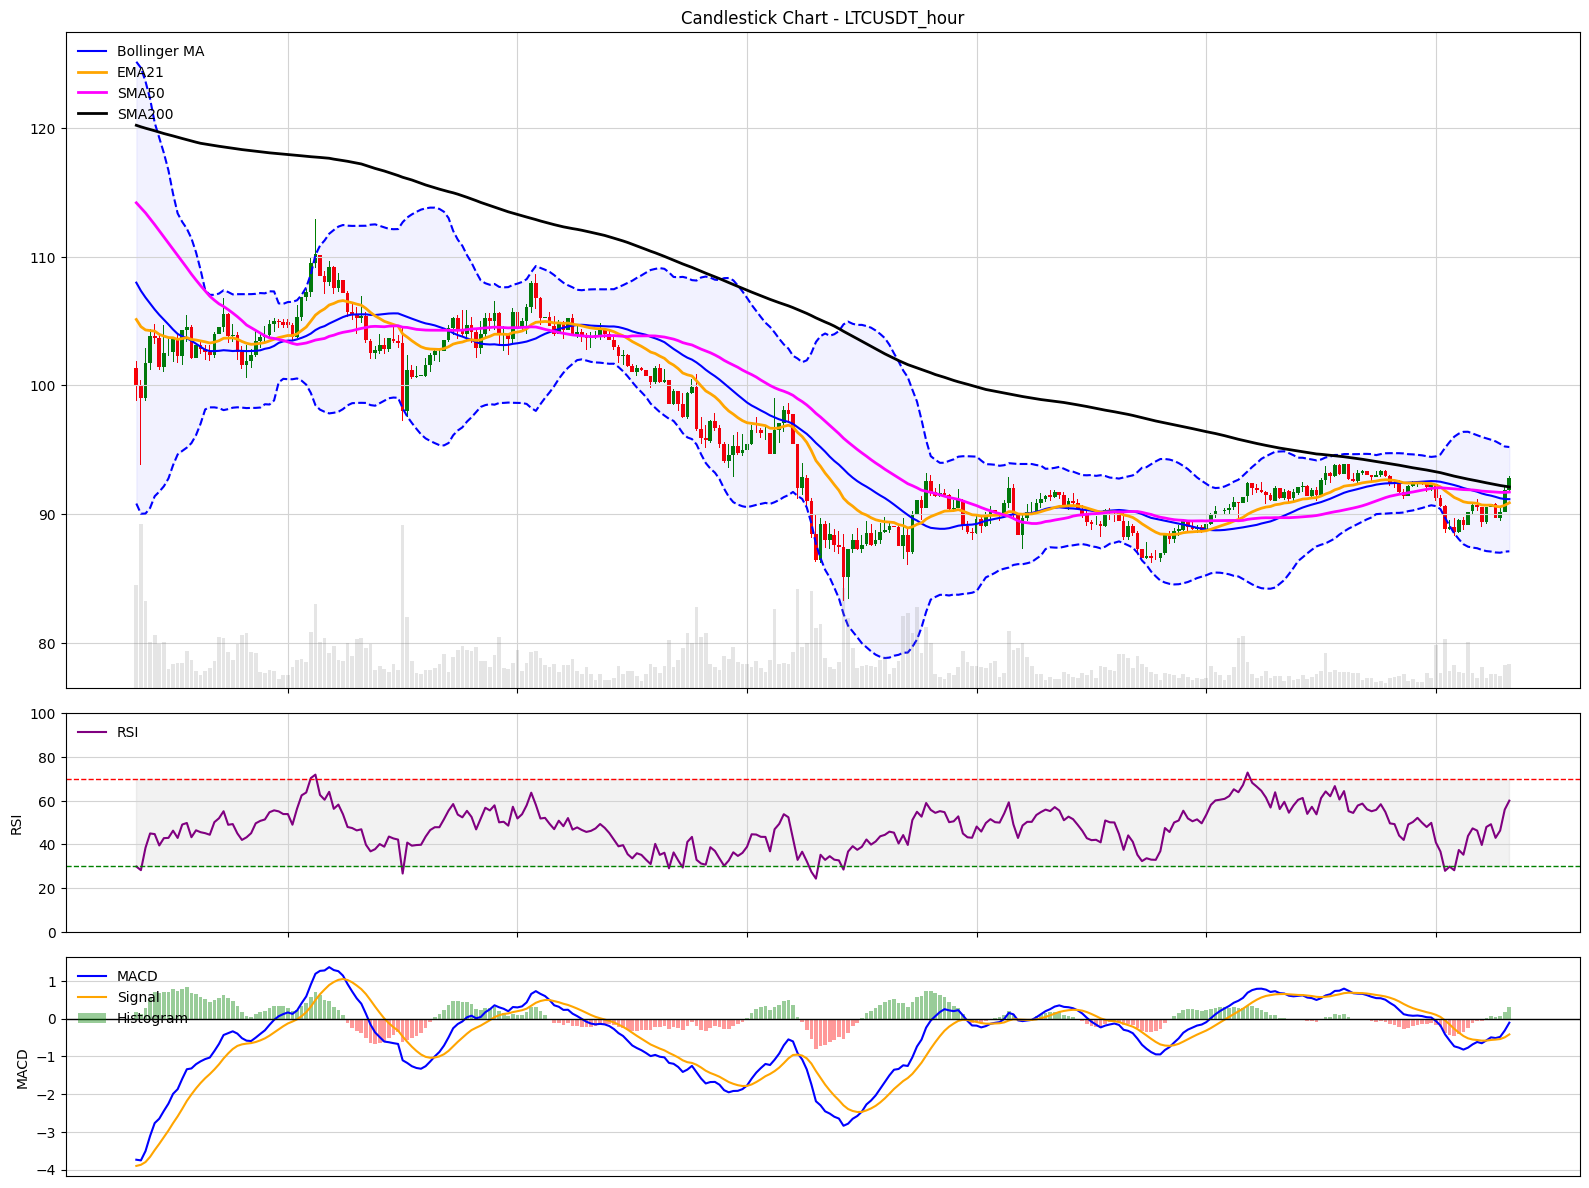 Candlestick Chart - LTCUSDT_hour
Bollinger MA
EMA21
SMA50
SMA200
120
110
100
90
80
RSI
100
80
60
40
20
0
RSI
MACD
Signal
Histogram
1
0
−1
−2
−3
−4
MACD